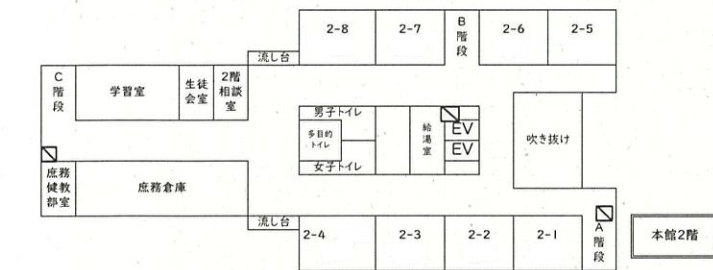 2-8
2-7
B階段
2-6
2-5
流し台
C階段
学習室
生徒会室
2階相談室
男子トイレ
多目的トイレ
女子トイレ
給湯室
EV
EV
吹き抜け
庶務健教部室
庶務倉庫
流し台
2-4
2-3
2-2
2-1
A階段
本館2階